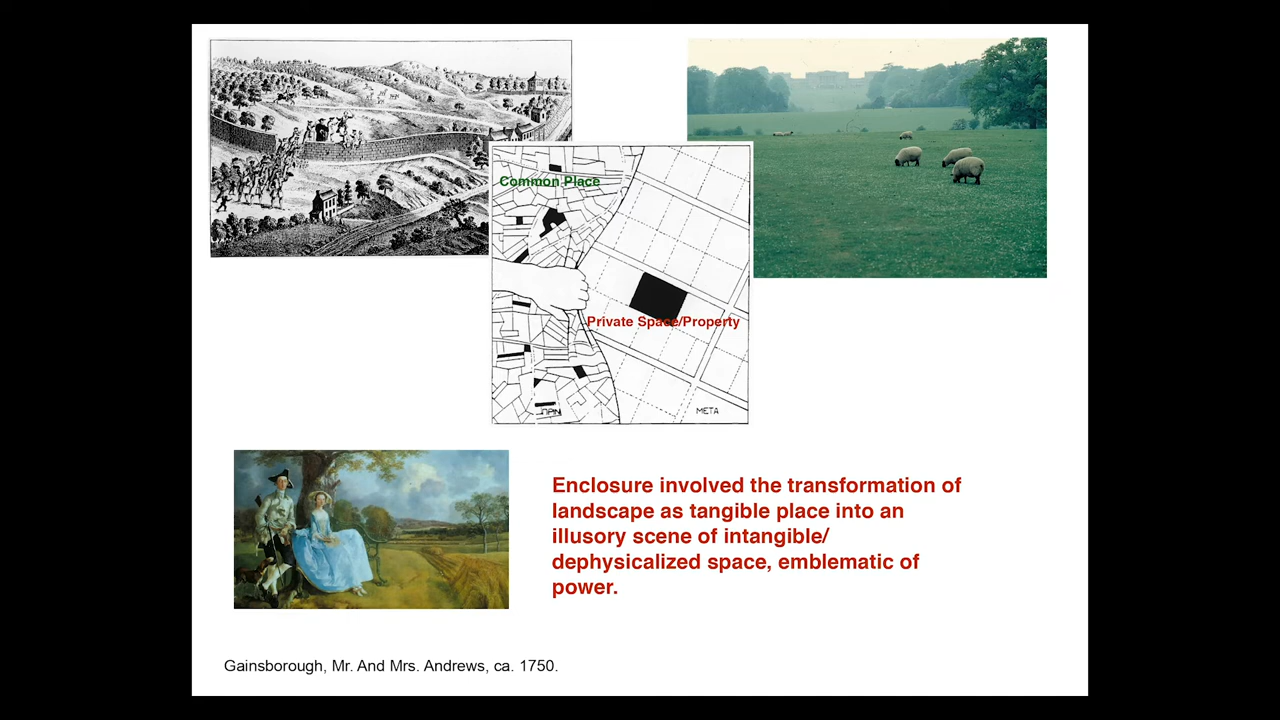 Common Place
Private Space/Property
ΠΡΙΝ
ΜΕΤΑ
Enclosure involved the transformation of
landscape as tangible place into an
illusory scene of intangible/
dephysicalized space, emblematic of
power.
Gainsborough, Mr. And Mrs. Andrews, ca. 1750.